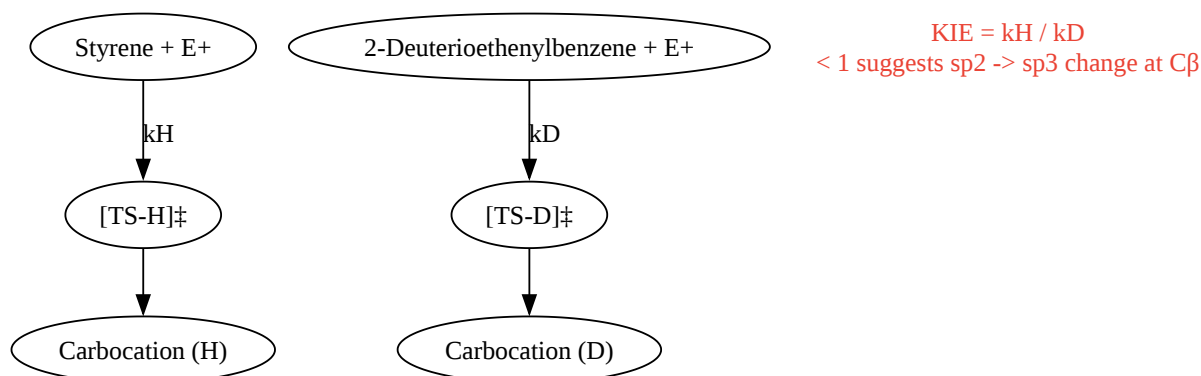 Styrene + E+
2-Deuterioethenylbenzene + E+
KIE = kH / kD
< 1 suggests sp2 -> sp3 change at Cβ
kH
kD
[TS-H]‡
[TS-D]‡
Carbocation (H)
Carbocation (D)